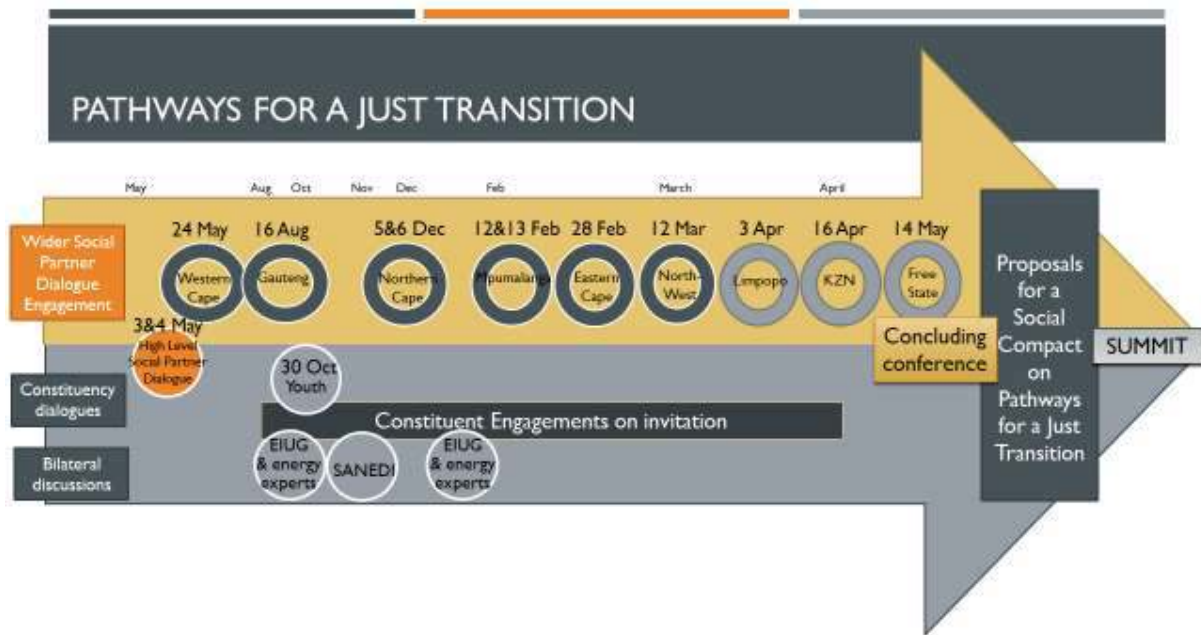 PATHWAYS FOR A JUST TRANSITION
May
Aug
Oct
Nov
Dec
Feb
March
April
Wider Social
Partner
Dialogue
Engagement
24 May
Western
Cape
16 Aug
Gauteng
5&6 Dec
Northern
Cape
12&13 Feb
Mpumalanga
28 Feb
Eastern
Cape
12 Mar
North-
West
3 Apr
Limpopo
16 Apr
KZN
14 May
Free
State
3&4 May
High Level
Social Partner
Dialogue
Concluding
conference
Proposals
for a
Social
Compact
on
Pathways
for a Just
Transition
SUMMIT
Constituency
dialogues
30 Oct
Youth
Constituent Engagements on invitation
Bilateral
discussions
EIUG
& energy
experts
SANEDI
EIUG
& energy
experts